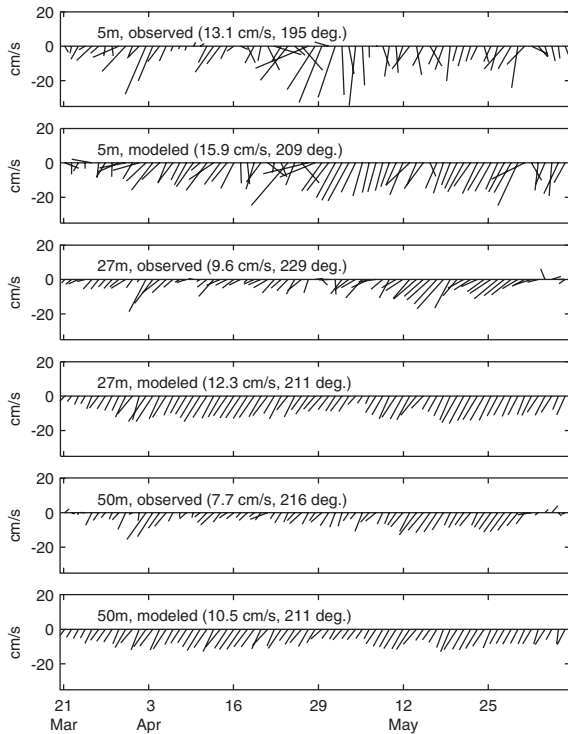 20
5m, observed (13.1 cm/s, 195 deg.)
0
-20
cm/s
20
5m, modeled (15.9 cm/s, 209 deg.)
0
-20
cm/s
20
27m, observed (9.6 cm/s, 229 deg.)
0
-20
cm/s
20
27m, modeled (12.3 cm/s, 211 deg.)
0
-20
cm/s
20
50m, observed (7.7 cm/s, 216 deg.)
0
-20
cm/s
20
50m, modeled (10.5 cm/s, 211 deg.)
0
-20
cm/s
21 3 16 29 12 25
Mar Apr May